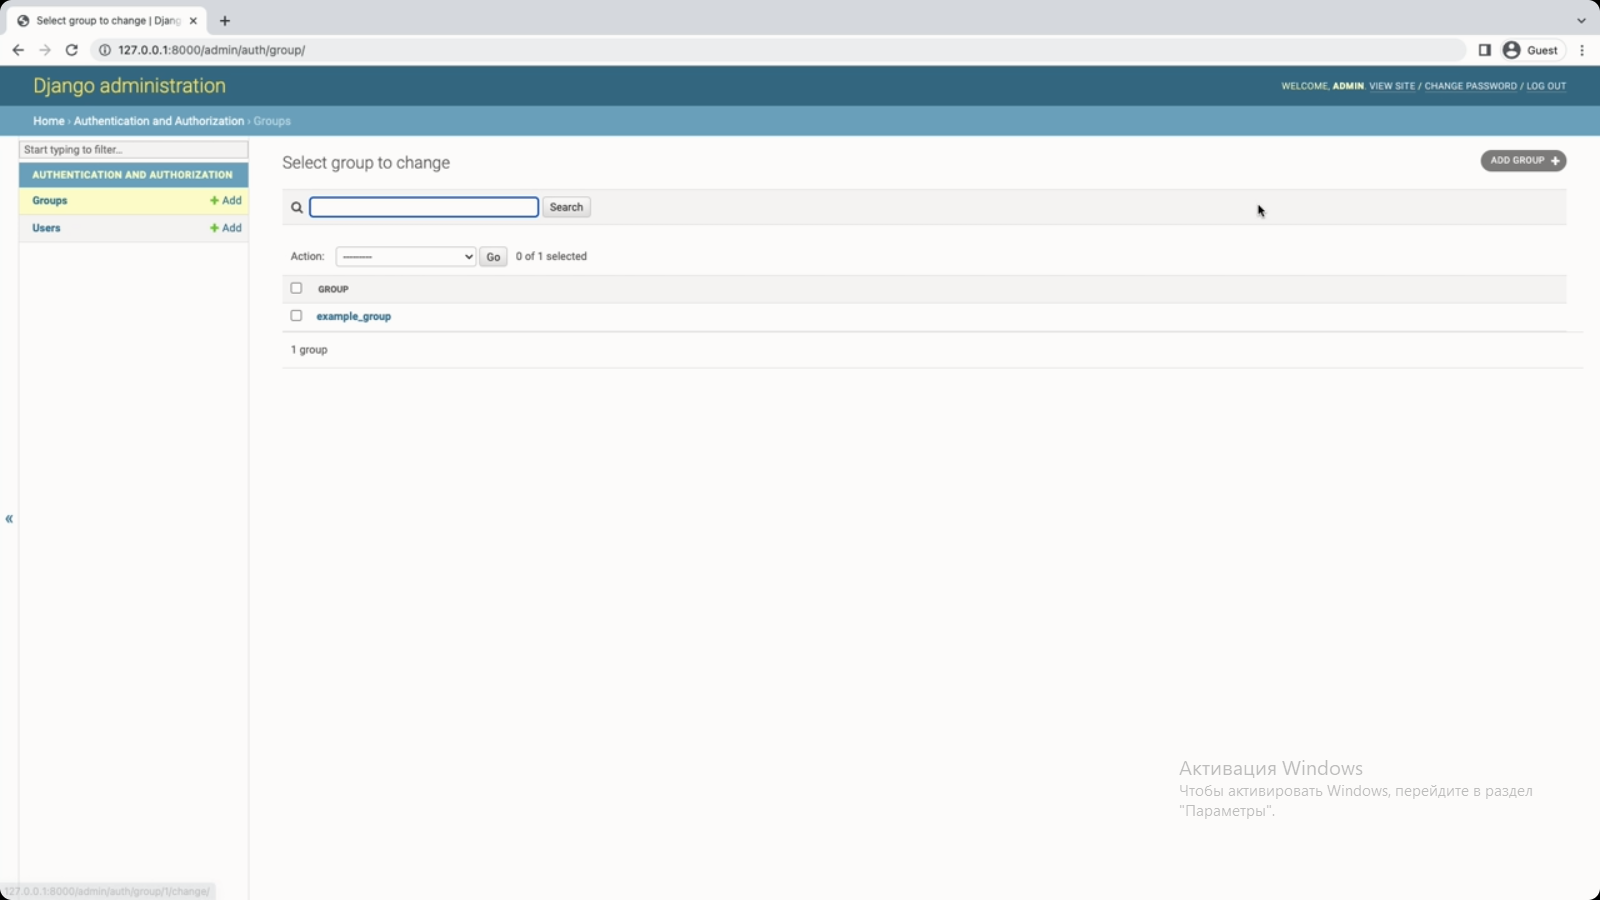 Select group to change | Djang
127.0.0.1:8000/admin/auth/group/
Guest
Django administration
WELCOME, ADMIN. VIEW SITE / CHANGE PASSWORD / LOG OUT
Home › Authentication and Authorization › Groups
Start typing to filter...
AUTHENTICATION AND AUTHORIZATION
Groups + Add
Users + Add
Select group to change
ADD GROUP +
Search
Action: --------- Go 0 of 1 selected
GROUP
example_group
1 group
«
Активация Windows
Чтобы активировать Windows, перейдите в раздел
"Параметры".
127.0.0.1:8000/admin/auth/group/1/change/